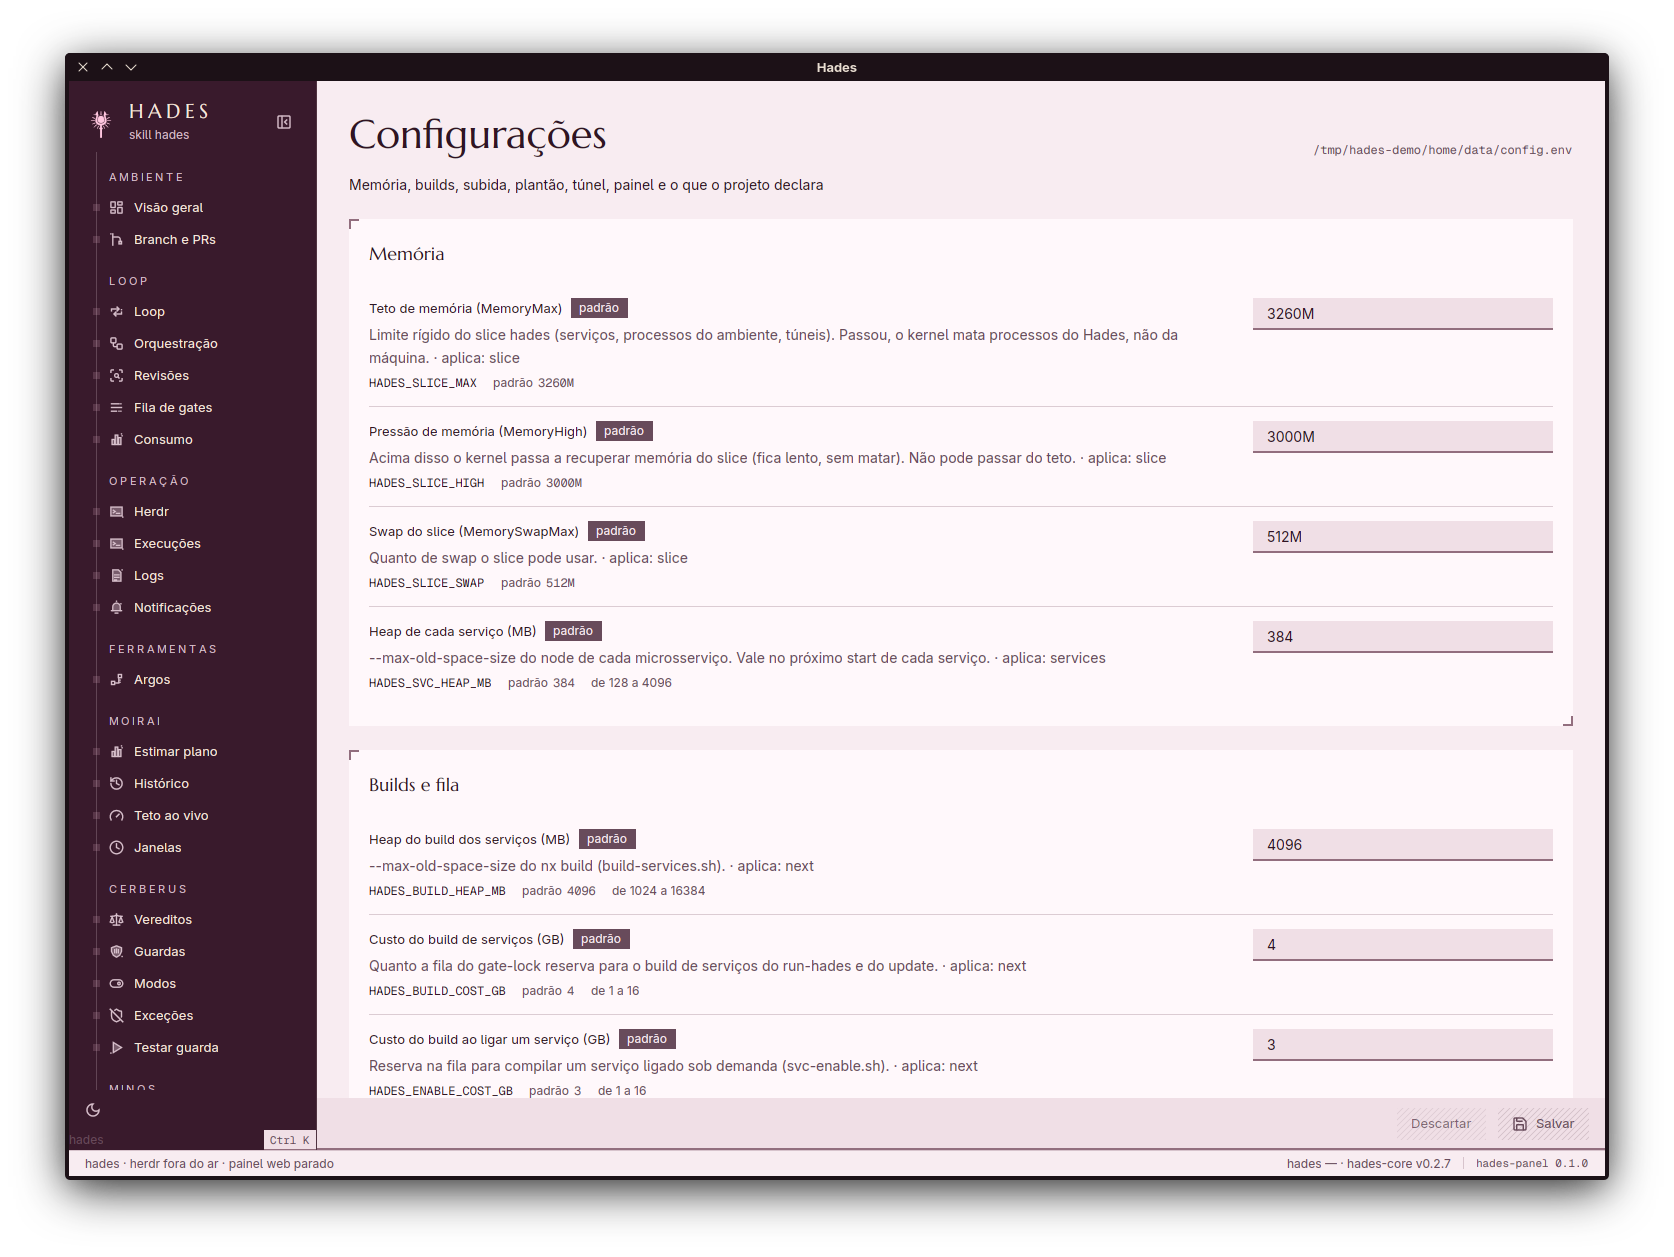 Hades
HADES
skill hades
AMBIENTE
Visão geral
Branch e PRs
LOOP
Loop
Orquestração
Revisões
Fila de gates
Consumo
OPERAÇÃO
Herdr
Execuções
Logs
Notificações
FERRAMENTAS
Argos
MOIRAI
Estimar plano
Histórico
Teto ao vivo
Janelas
CERBERUS
Vereditos
Guardas
Modos
Exceções
Testar guarda
MINOS
hades
Ctrl K
Configurações
/tmp/hades-demo/home/data/config.env
Memória, builds, subida, plantão, túnel, painel e o que o projeto declara
Memória
Teto de memória (MemoryMax) padrão
3260M
Limite rígido do slice hades (serviços, processos do ambiente, túneis). Passou, o kernel mata processos do Hades, não da
máquina. · aplica: slice
HADES_SLICE_MAX padrão 3260M
Pressão de memória (MemoryHigh) padrão
3000M
Acima disso o kernel passa a recuperar memória do slice (fica lento, sem matar). Não pode passar do teto. · aplica: slice
HADES_SLICE_HIGH padrão 3000M
Swap do slice (MemorySwapMax) padrão
512M
Quanto de swap o slice pode usar. · aplica: slice
HADES_SLICE_SWAP padrão 512M
Heap de cada serviço (MB) padrão
384
--max-old-space-size do node de cada microsserviço. Vale no próximo start de cada serviço. · aplica: services
HADES_SVC_HEAP_MB padrão 384 de 128 a 4096
Builds e fila
Heap do build dos serviços (MB) padrão
4096
--max-old-space-size do nx build (build-services.sh). · aplica: next
HADES_BUILD_HEAP_MB padrão 4096 de 1024 a 16384
Custo do build de serviços (GB) padrão
4
Quanto a fila do gate-lock reserva para o build de serviços do run-hades e do update. · aplica: next
HADES_BUILD_COST_GB padrão 4 de 1 a 16
Custo do build ao ligar um serviço (GB) padrão
3
Reserva na fila para compilar um serviço ligado sob demanda (svc-enable.sh). · aplica: next
HADES_ENABLE_COST_GB padrão 3 de 1 a 16
Descartar
Salvar
hades · herdr fora do ar · painel web parado
hades — · hades-core v0.2.7
hades-panel 0.1.0